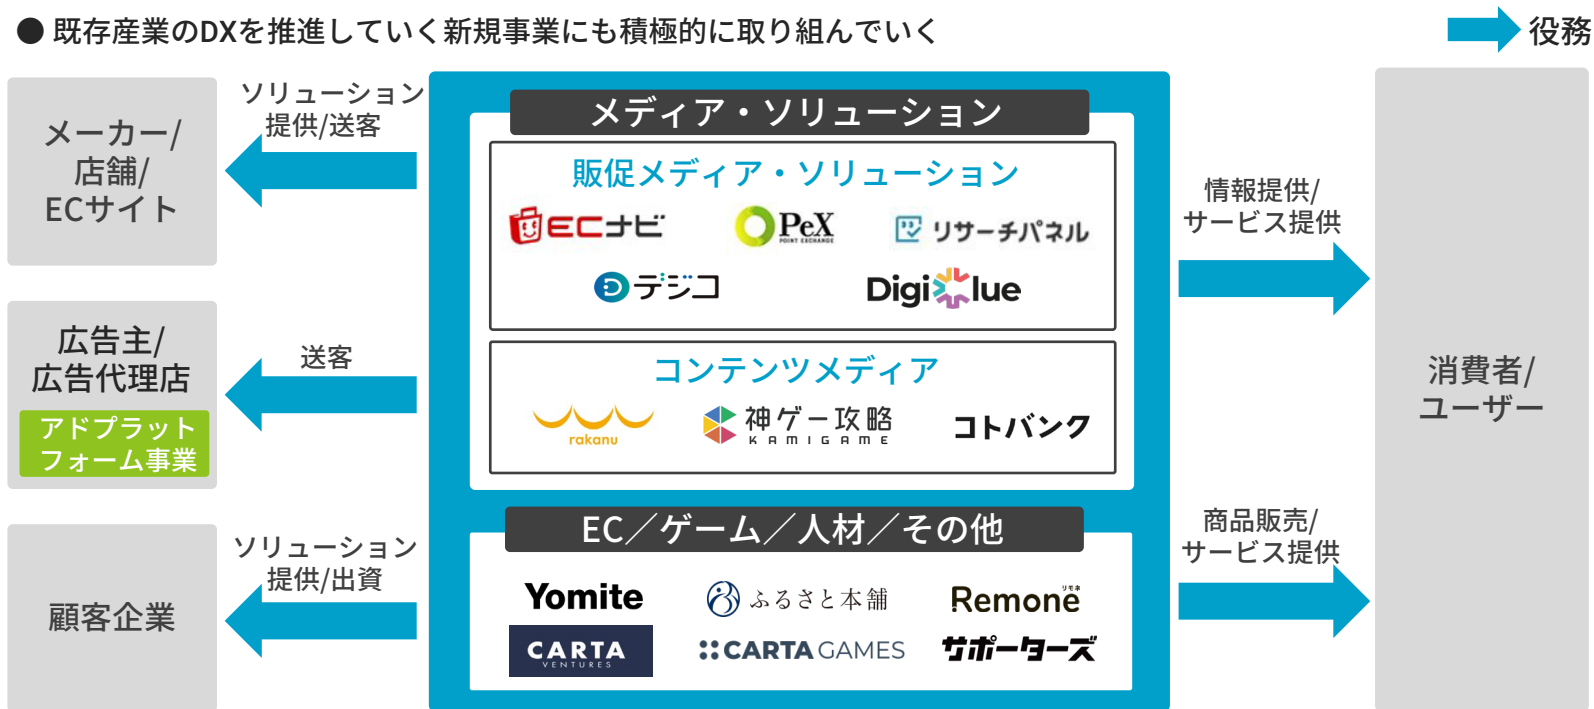 ● 既存産業のDXを推進していく新規事業にも積極的に取り組んでいく
役務
メーカー/
店舗/
ECサイト
ソリューション
提供/送客
広告主/
広告代理店
アドプラット
フォーム事業
送客
顧客企業
ソリューション
提供/出資
メディア・ソリューション
販促メディア・ソリューション
ECナビ
PeX
POINT EXCHANGE
リサーチパネル
デジコ
Digiclue
コンテンツメディア
rakanu
神ゲー攻略
KAMIGAME
コトバンク
EC／ゲーム／人材／その他
Yomite
ふるさと本舗
リモネ
Remone
CARTA
VENTURES
CARTA GAMES
サポーターズ
情報提供/
サービス提供
商品販売/
サービス提供
消費者/
ユーザー